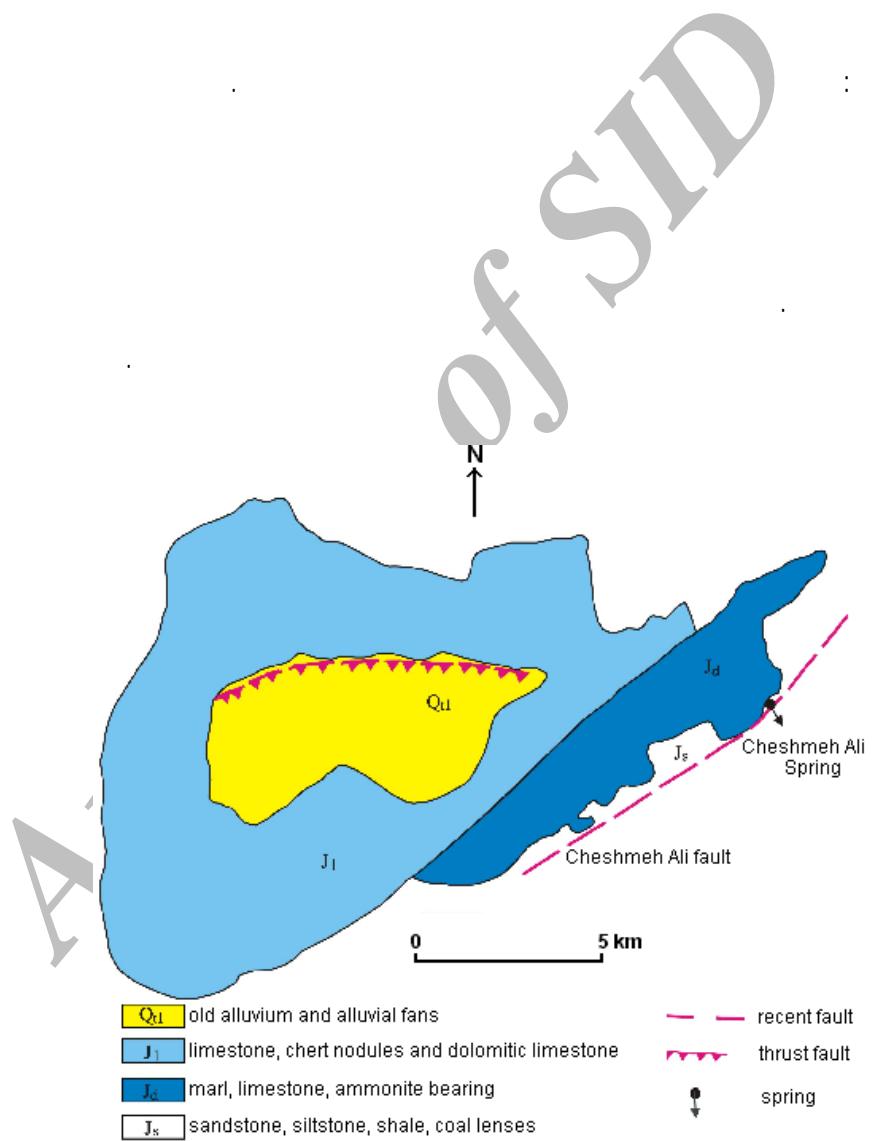 Archive of SID
N
Jd
Qt1
Js
Cheshmeh Ali
Spring
Cheshmeh Ali fault
J1
0 5 km
Qt1 old alluvium and alluvial fans
J1 limestone, chert nodules and dolomitic limestone
Jd marl, limestone, ammonite bearing
Js sandstone, siltstone, shale, coal lenses
recent fault
thrust fault
spring